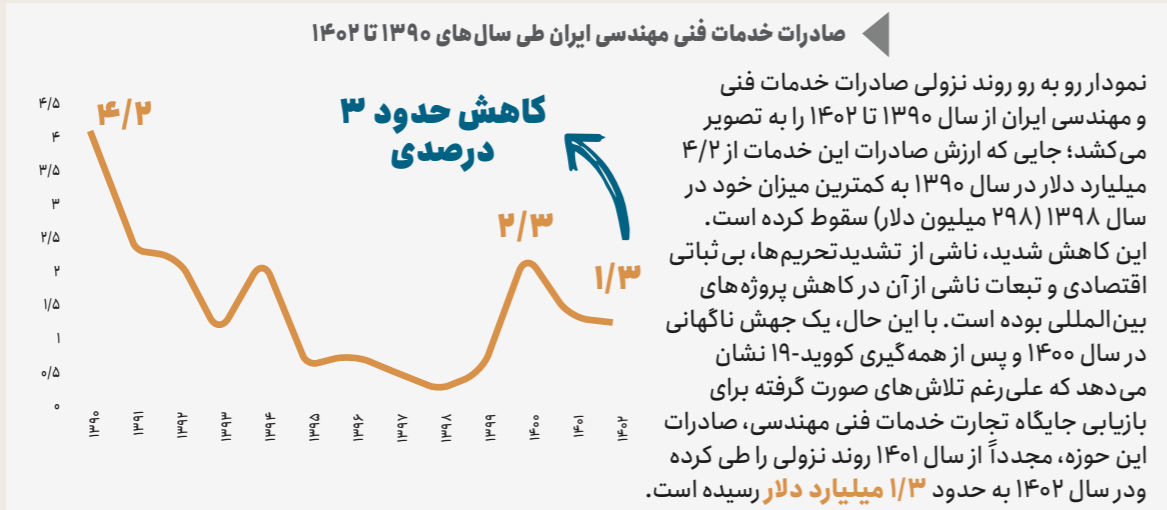 صادرات خدمات فنی مهندسی ایران طی سال‌های ۱۳۹۰ تا ۱۴۰۲
نمودار رو به رو روند نزولی صادرات خدمات فنی
و مهندسی ایران از سال ۱۳۹۰ تا ۱۴۰۲ را به تصویر
می‌کشد؛ جایی که ارزش صادرات این خدمات از ۴/۲
میلیارد دلار در سال ۱۳۹۰ به کمترین میزان خود در
سال ۱۳۹۸ (۲۹۸ میلیون دلار) سقوط کرده است.
این کاهش شدید، ناشی از تشدیدتحریم‌ها، بی‌ثباتی
اقتصادی و تبعات ناشی از آن در کاهش پروژه‌های
بین‌المللی بوده است. با این حال، یک جهش ناگهانی
در سال ۱۴۰۰ و پس از همه‌گیری کووید-۱۹ نشان
می‌دهد که علی‌رغم تلاش‌های صورت گرفته برای
بازیابی جایگاه تجارت خدمات فنی مهندسی، صادرات
این حوزه، مجدداً از سال ۱۴۰۱ روند نزولی را طی کرده
ودر سال ۱۴۰۲ به حدود ۱/۳ میلیارد دلار رسیده است.
کاهش حدود ۳
درصدی
۴/۲
۲/۳
۱/۳
۴/۵
۴
۳/۵
۳
۲/۵
۲
۱/۵
۱
۰/۵
۰
۱۳۹۰
۱۳۹۱
۱۳۹۲
۱۳۹۳
۱۳۹۴
۱۳۹۵
۱۳۹۶
۱۳۹۷
۱۳۹۸
۱۳۹۹
۱۴۰۰
۱۴۰۱
۱۴۰۲